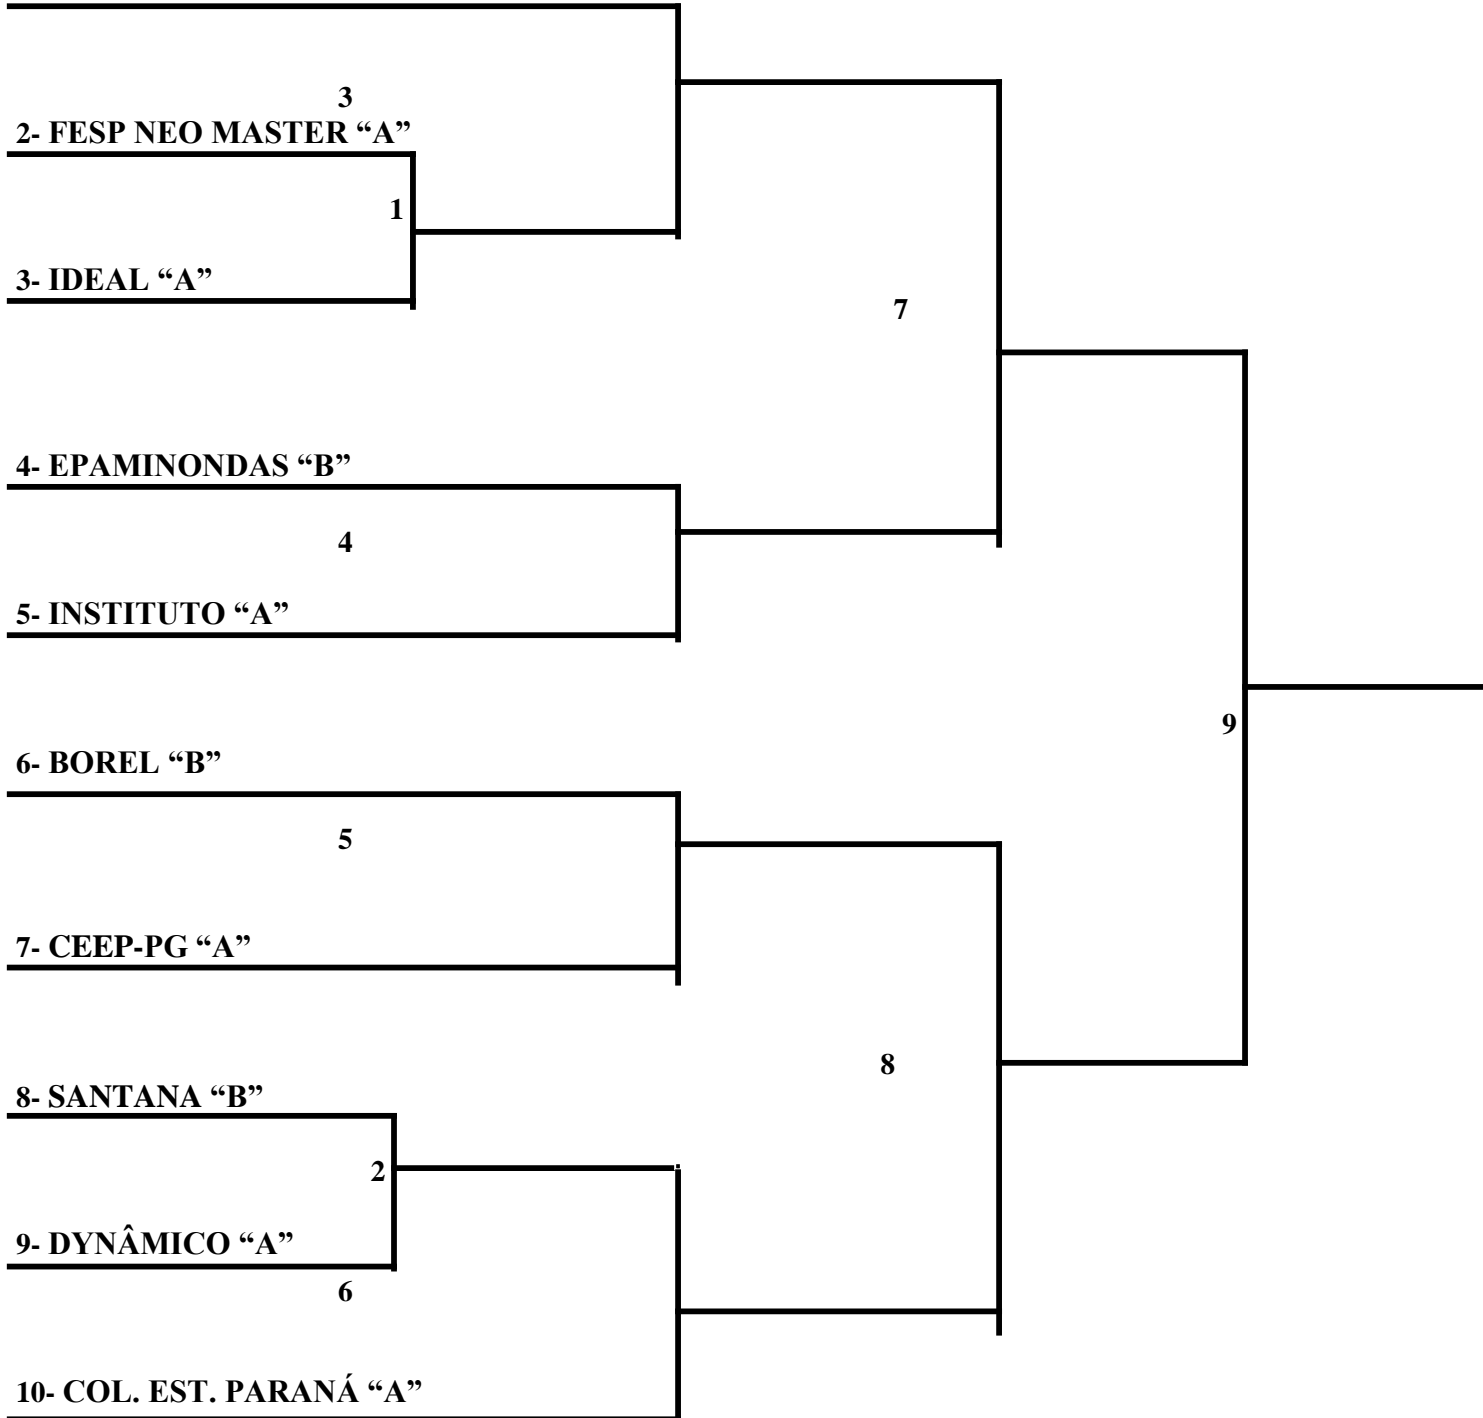 3
2- FESP NEO MASTER “A”
1
3- IDEAL “A”
7
4- EPAMINONDAS “B”
4
5- INSTITUTO “A”
9
6- BOREL “B”
5
7- CEEP-PG “A”
8
8- SANTANA “B”
2
9- DYNÂMICO “A”
6
10- COL. EST. PARANÁ “A”